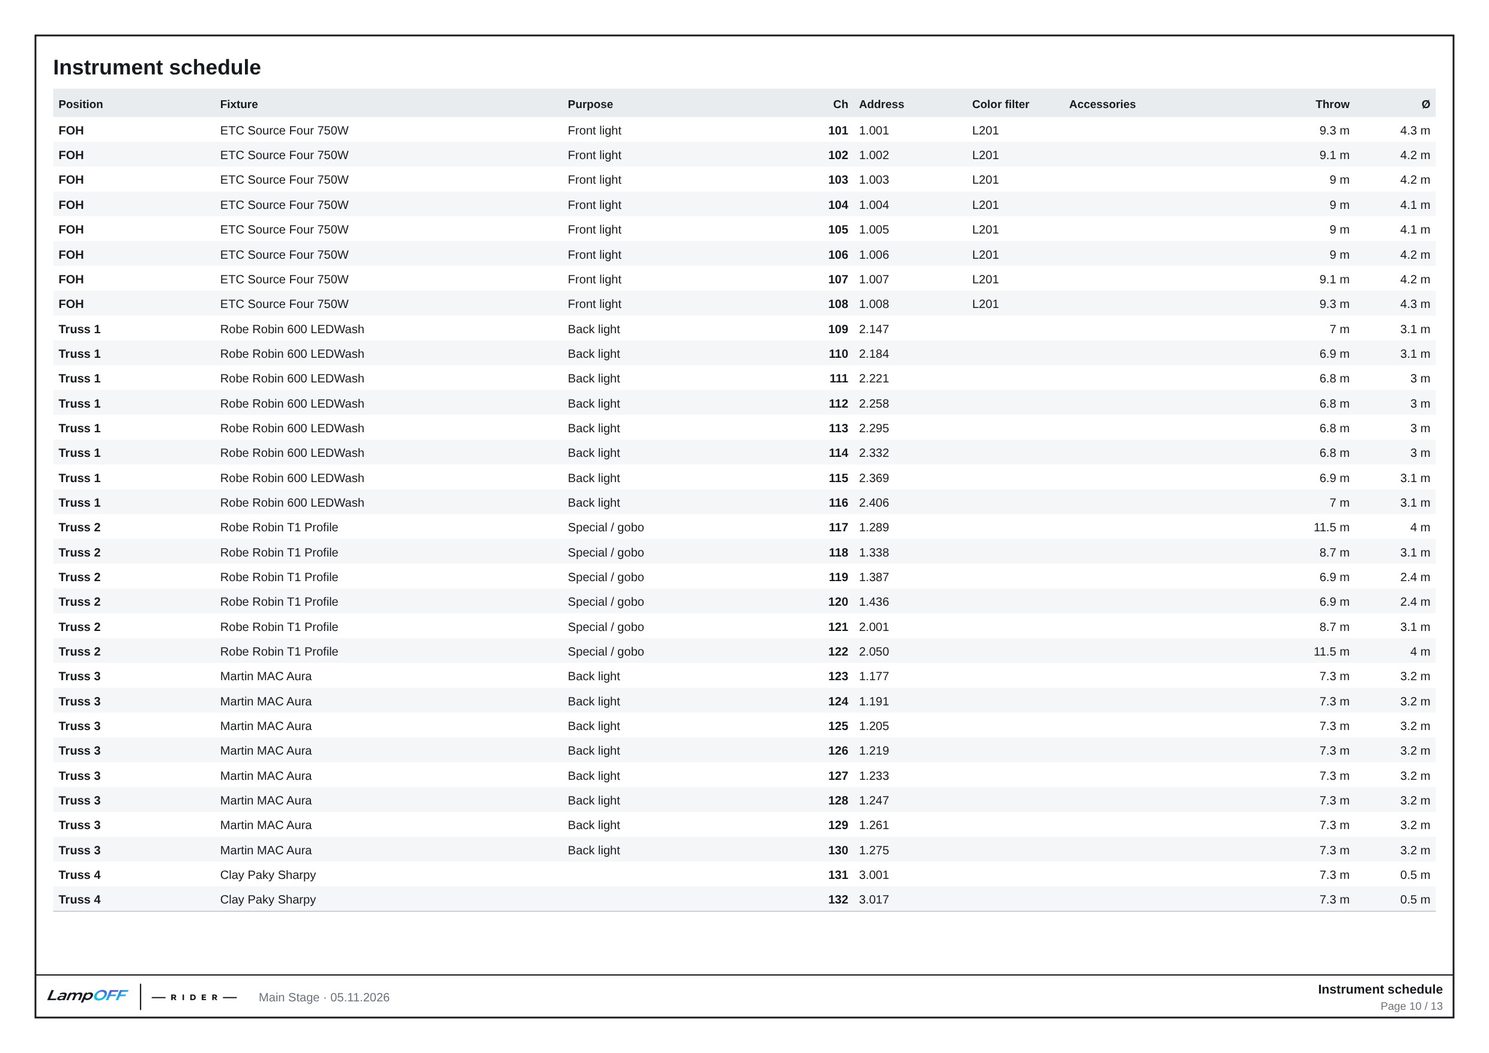 Instrument schedule
Position Fixture Purpose Ch Address Color filter Accessories Throw Ø
FOH ETC Source Four 750W Front light 101 1.001 L201 9.3 m 4.3 m
FOH ETC Source Four 750W Front light 102 1.002 L201 9.1 m 4.2 m
FOH ETC Source Four 750W Front light 103 1.003 L201 9 m 4.2 m
FOH ETC Source Four 750W Front light 104 1.004 L201 9 m 4.1 m
FOH ETC Source Four 750W Front light 105 1.005 L201 9 m 4.1 m
FOH ETC Source Four 750W Front light 106 1.006 L201 9 m 4.2 m
FOH ETC Source Four 750W Front light 107 1.007 L201 9.1 m 4.2 m
FOH ETC Source Four 750W Front light 108 1.008 L201 9.3 m 4.3 m
Truss 1 Robe Robin 600 LEDWash Back light 109 2.147 7 m 3.1 m
Truss 1 Robe Robin 600 LEDWash Back light 110 2.184 6.9 m 3.1 m
Truss 1 Robe Robin 600 LEDWash Back light 111 2.221 6.8 m 3 m
Truss 1 Robe Robin 600 LEDWash Back light 112 2.258 6.8 m 3 m
Truss 1 Robe Robin 600 LEDWash Back light 113 2.295 6.8 m 3 m
Truss 1 Robe Robin 600 LEDWash Back light 114 2.332 6.8 m 3 m
Truss 1 Robe Robin 600 LEDWash Back light 115 2.369 6.9 m 3.1 m
Truss 1 Robe Robin 600 LEDWash Back light 116 2.406 7 m 3.1 m
Truss 2 Robe Robin T1 Profile Special / gobo 117 1.289 11.5 m 4 m
Truss 2 Robe Robin T1 Profile Special / gobo 118 1.338 8.7 m 3.1 m
Truss 2 Robe Robin T1 Profile Special / gobo 119 1.387 6.9 m 2.4 m
Truss 2 Robe Robin T1 Profile Special / gobo 120 1.436 6.9 m 2.4 m
Truss 2 Robe Robin T1 Profile Special / gobo 121 2.001 8.7 m 3.1 m
Truss 2 Robe Robin T1 Profile Special / gobo 122 2.050 11.5 m 4 m
Truss 3 Martin MAC Aura Back light 123 1.177 7.3 m 3.2 m
Truss 3 Martin MAC Aura Back light 124 1.191 7.3 m 3.2 m
Truss 3 Martin MAC Aura Back light 125 1.205 7.3 m 3.2 m
Truss 3 Martin MAC Aura Back light 126 1.219 7.3 m 3.2 m
Truss 3 Martin MAC Aura Back light 127 1.233 7.3 m 3.2 m
Truss 3 Martin MAC Aura Back light 128 1.247 7.3 m 3.2 m
Truss 3 Martin MAC Aura Back light 129 1.261 7.3 m 3.2 m
Truss 3 Martin MAC Aura Back light 130 1.275 7.3 m 3.2 m
Truss 4 Clay Paky Sharpy 131 3.001 7.3 m 0.5 m
Truss 4 Clay Paky Sharpy 132 3.017 7.3 m 0.5 m
LampOFF — RIDER — Main Stage · 05.11.2026 Instrument schedule
Page 10 / 13